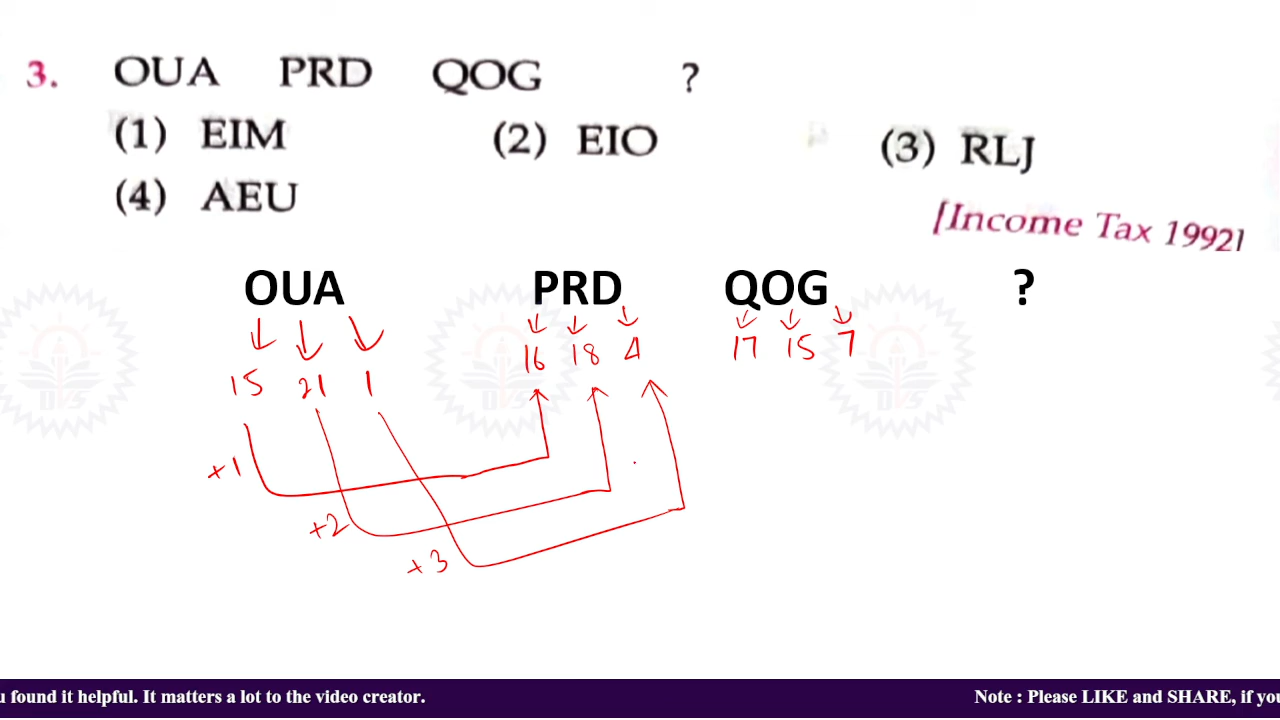 3. OUA PRD QOG ?
(1) EIM (2) EIO (3) RLJ
(4) AEU
[Income Tax 1992]
OUA PRD QOG ?
15 21 1 16 18 4 17 15 7
+1
+2
+3
u found it helpful. It matters a lot to the video creator. Note : Please LIKE and SHARE, if you